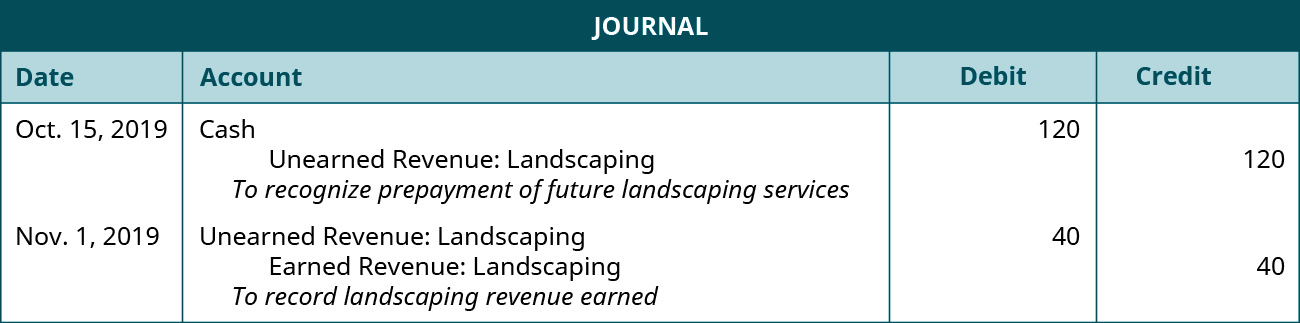 JOURNAL
Date Account Debit Credit
Oct. 15, 2019 Cash 120
Unearned Revenue: Landscaping 120
To recognize prepayment of future landscaping services
Nov. 1, 2019 Unearned Revenue: Landscaping 40
Earned Revenue: Landscaping 40
To record landscaping revenue earned